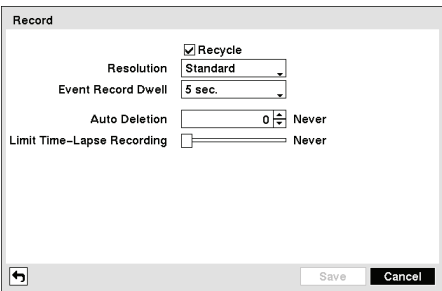 Record
Recycle
Resolution Standard
Event Record Dwell 5 sec.
Auto Deletion 0 Never
Limit Time-Lapse Recording Never
Save Cancel